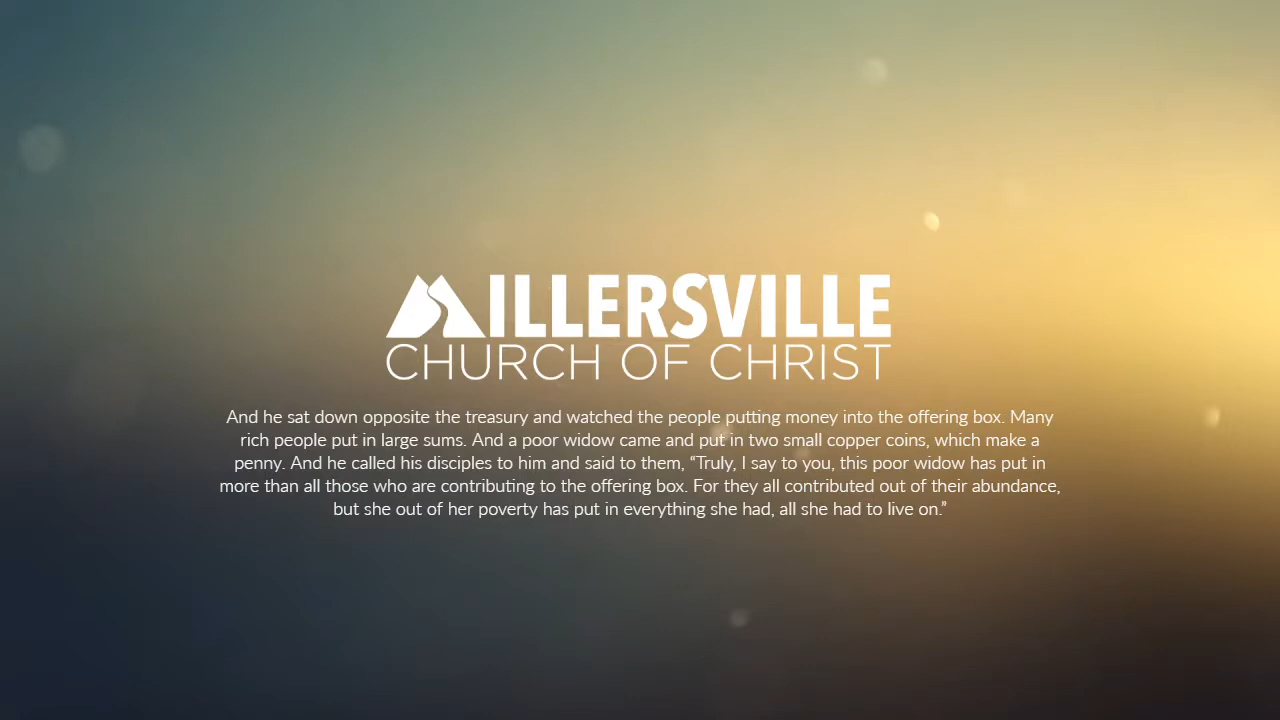 MILLERSVILLE
CHURCH OF CHRIST
And he sat down opposite the treasury and watched the people putting money into the offering box. Many
rich people put in large sums. And a poor widow came and put in two small copper coins, which make a
penny. And he called his disciples to him and said to them, “Truly, I say to you, this poor widow has put in
more than all those who are contributing to the offering box. For they all contributed out of their abundance,
but she out of her poverty has put in everything she had, all she had to live on.”